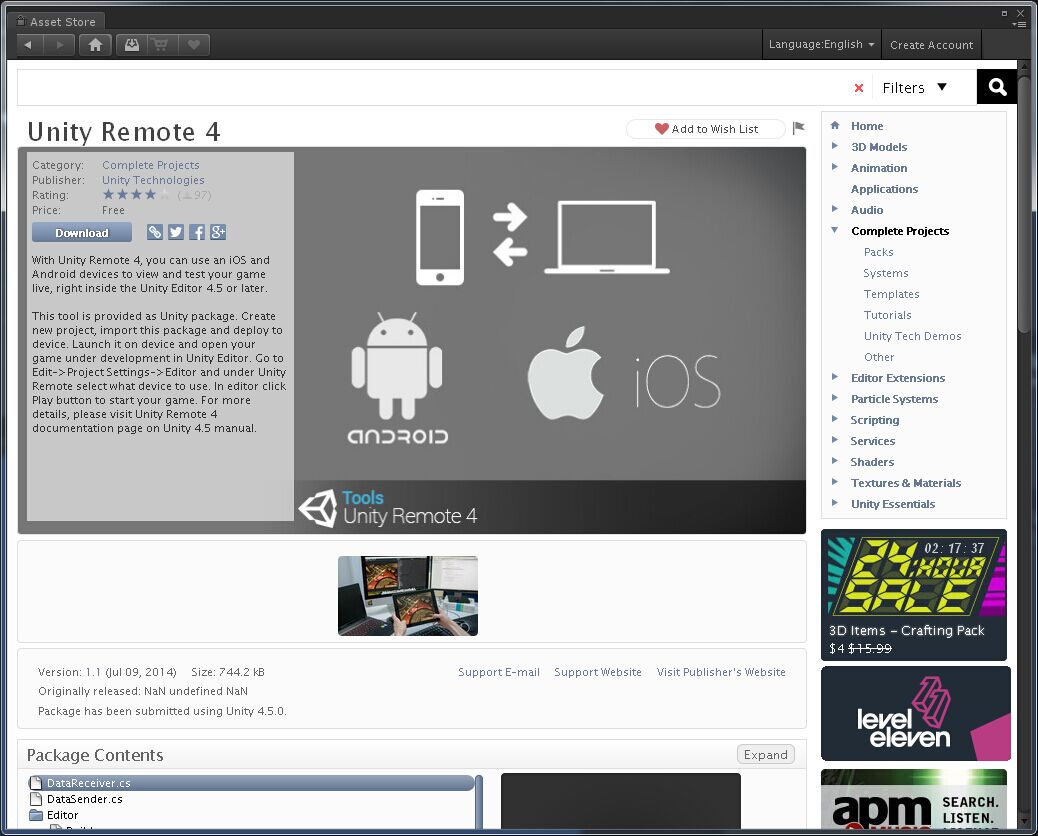 Asset Store
Language:English
Create Account
Filters
Unity Remote 4
Add to Wish List
Category: Complete Projects
Publisher: Unity Technologies
Rating: (97)
Price: Free
Download
With Unity Remote 4, you can use an iOS and
Android devices to view and test your game
live, right inside the Unity Editor 4.5 or later.
This tool is provided as Unity package. Create
new project, import this package and deploy to
device. Launch it on device and open your
game under development in Unity Editor. Go to
Edit->Project Settings->Editor and under Unity
Remote select what device to use. In editor click
Play button to start your game. For more
details, please visit Unity Remote 4
documentation page on Unity 4.5 manual.
ANDROID
iOS
Tools
Unity Remote 4
Version: 1.1 (Jul 09, 2014) Size: 744.2 kB
Originally released: NaN undefined NaN
Package has been submitted using Unity 4.5.0.
Support E-mail Support Website Visit Publisher's Website
Package Contents
Expand
DataReceiver.cs
DataSender.cs
Editor
Home
3D Models
Animation
Applications
Audio
Complete Projects
Packs
Systems
Templates
Tutorials
Unity Tech Demos
Other
Editor Extensions
Particle Systems
Scripting
Services
Shaders
Textures & Materials
Unity Essentials
02:17:37
24:HOUR
SALE
3D Items - Crafting Pack
$4 $15.99
level
eleven
apm
MUSIC
SEARCH.
LISTEN.